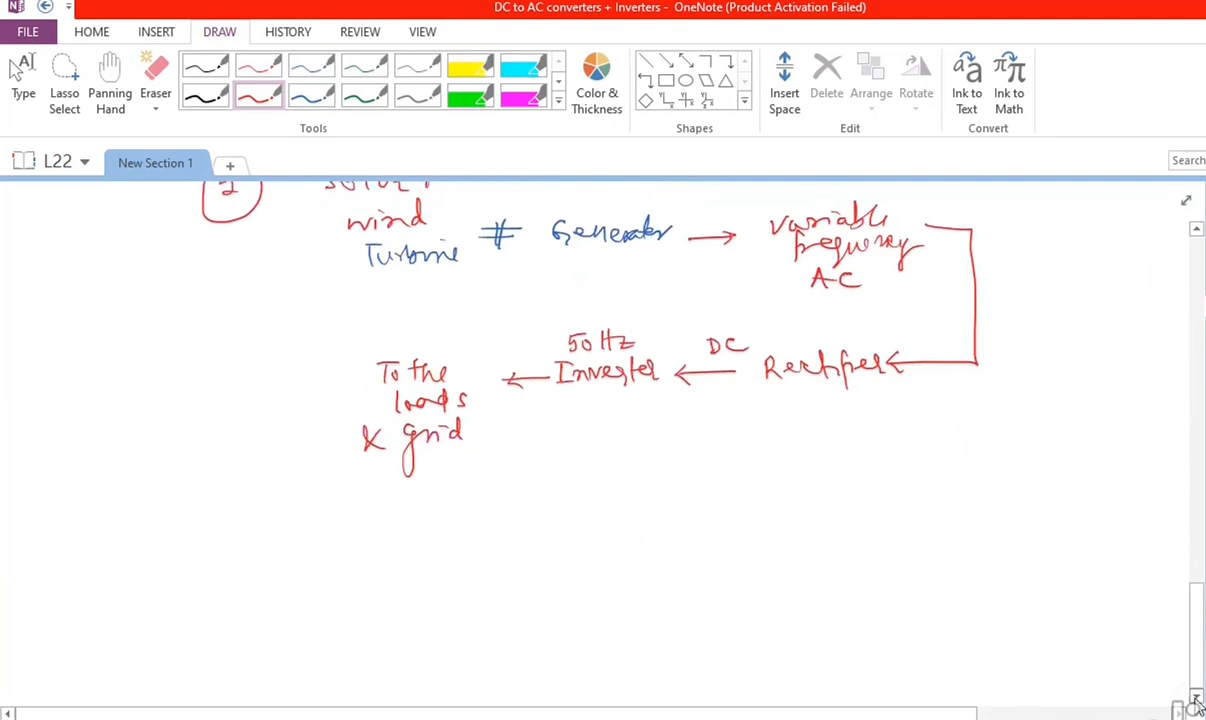 DC to AC converters + Inverters - OneNote (Product Activation Failed)
FILE HOME INSERT DRAW HISTORY REVIEW VIEW
Type Lasso Select Panning Hand Eraser Color & Thickness Insert Space Delete Arrange Rotate Ink to Text Ink to Math
Tools Shapes Edit Convert
L22 New Section 1 Search
wind
Turbine # Generator → variable frequency AC
50 Hz
To the ← Inverter ← DC Rectifier ←
loads
& grid